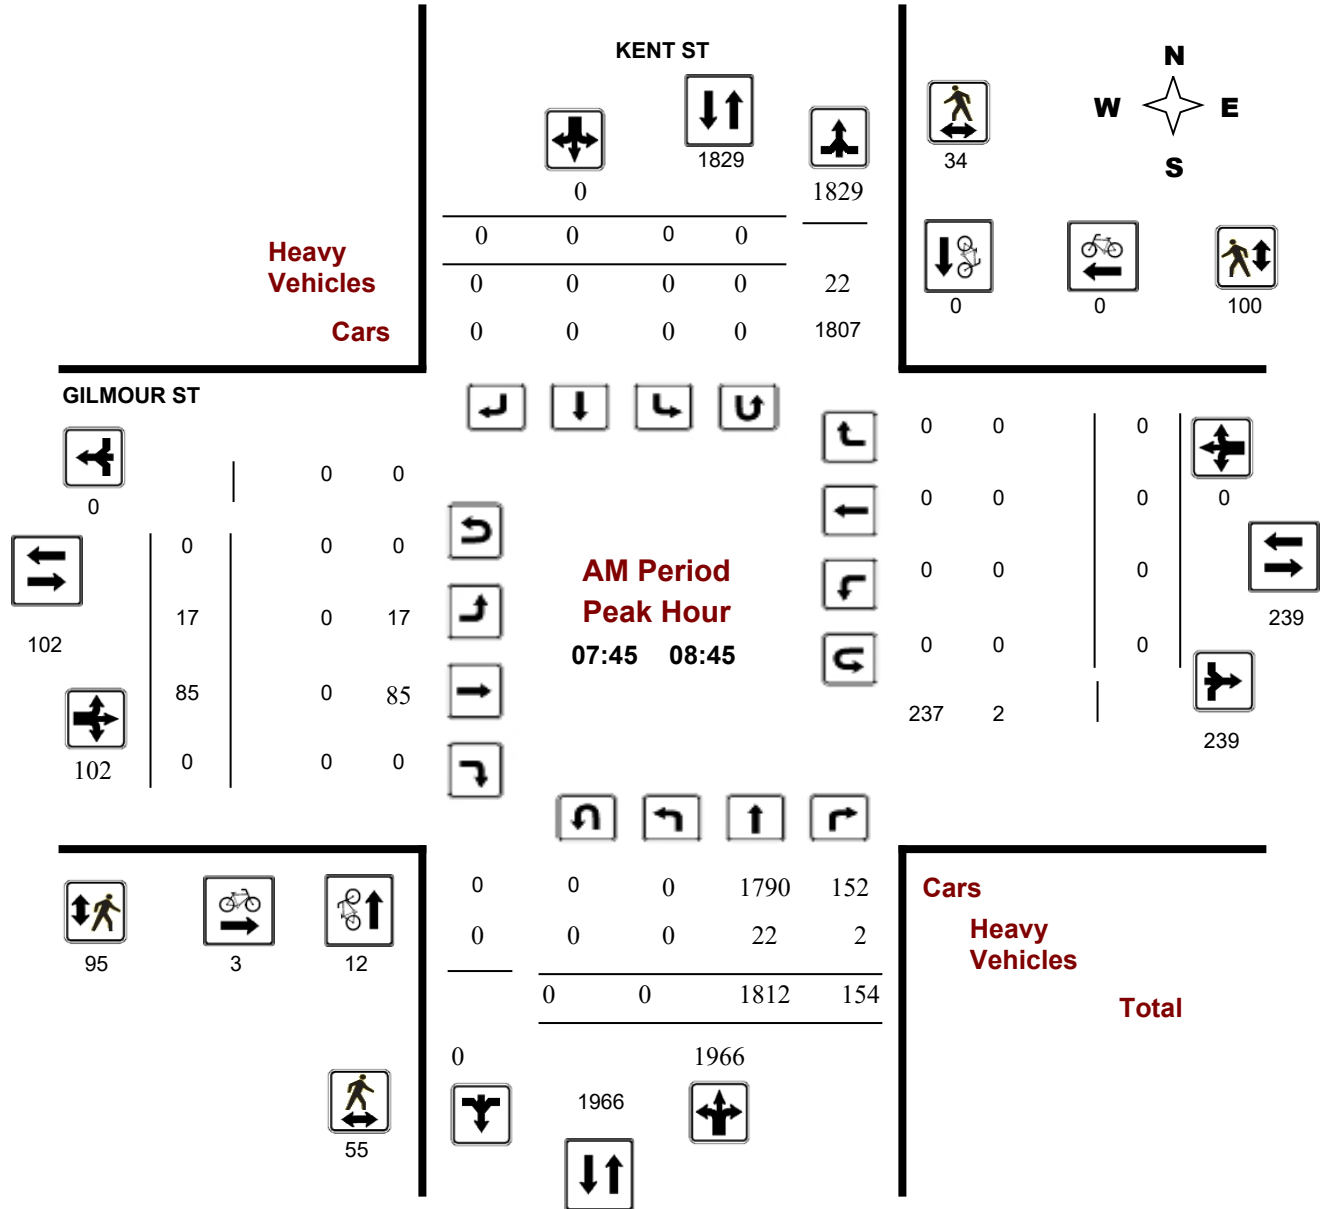 KENT ST
N
W E
S
1829
34
0
1829
0 0 0 0
Heavy
Vehicles
0 0 0 0 22
Cars
0 0 0 0 1807
0 0 100
GILMOUR ST
0 0 0
0 0
0
0 0 0
0
0 0 0
AM Period
Peak Hour
07:45 08:45
0 0 0
239
17 0 17
102
0 0 0
85 0 85
237 2
239
102
0 0 0
0 0 0 1790 152
Cars
0 0 0 22 2
Heavy
Vehicles
95 3 12
0 0 1812 154
Total
0
1966
1966
55